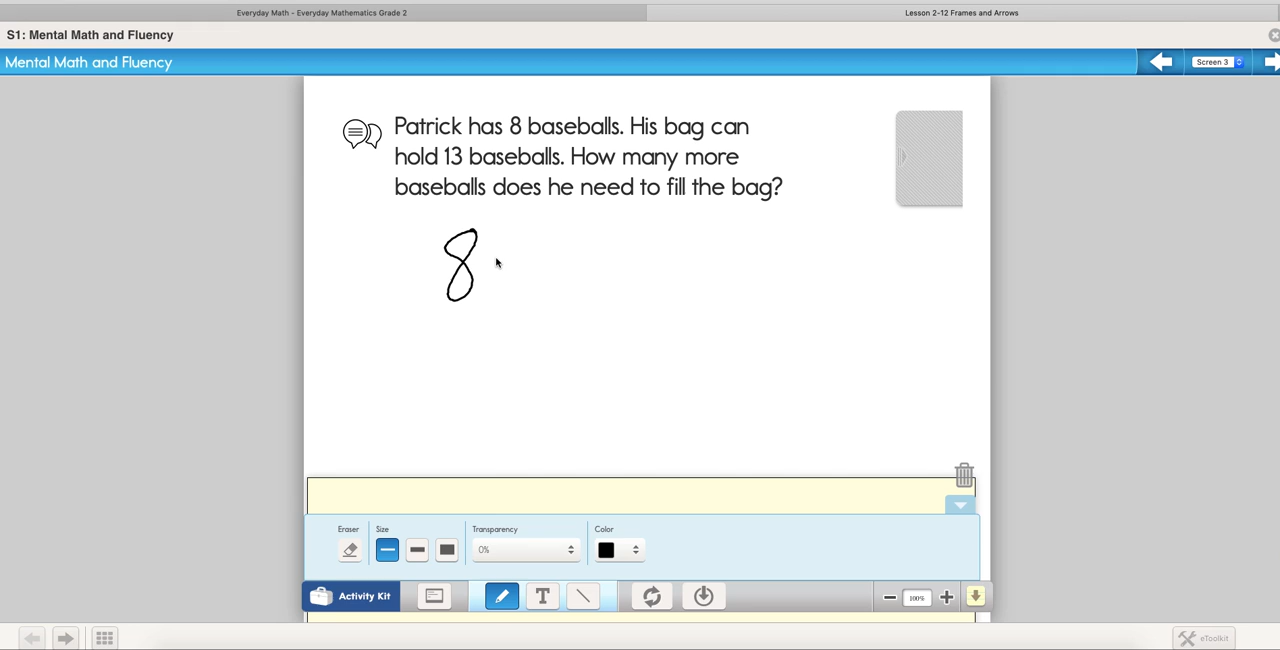 Everyday Math - Everyday Mathematics Grade 2
Lesson 2-12 Frames and Arrows
S1: Mental Math and Fluency
Mental Math and Fluency
Screen 3
Patrick has 8 baseballs. His bag can
hold 13 baseballs. How many more
baseballs does he need to fill the bag?
8
Eraser
Size
Transparency
Color
0%
Activity Kit
T
100%
eToolkit